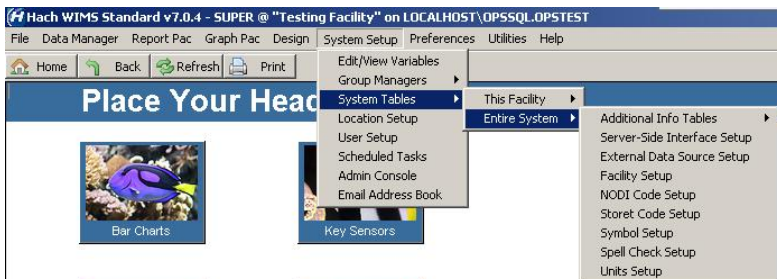 Hach WIMS Standard v7.0.4 - SUPER @ "Testing Facility" on LOCALHOST\OPSSQL.OPSTEST
File Data Manager Report Pac Graph Pac Design System Setup Preferences Utilities Help
Home Back Refresh Print
Edit/View Variables
Group Managers
System Tables
Location Setup
User Setup
Scheduled Tasks
Admin Console
Email Address Book
This Facility
Entire System
Additional Info Tables
Server-Side Interface Setup
External Data Source Setup
Facility Setup
NODI Code Setup
Storet Code Setup
Symbol Setup
Spell Check Setup
Units Setup
Place Your Head
Bar Charts
Key Sensors